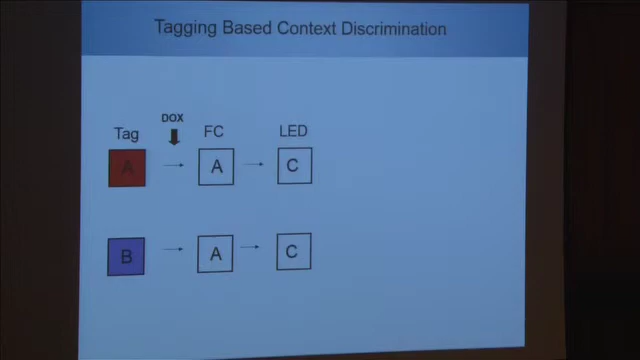 Tagging Based Context Discrimination
DOX
Tag FC LED
A A C
B A C